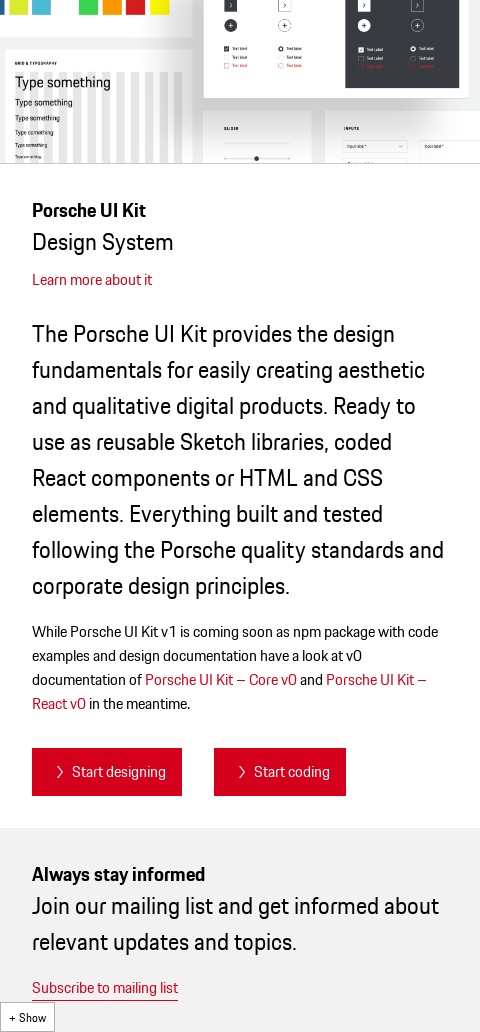 GRID & TYPOGRAPHY
Type something
Type something
Type something
Type something
Type something
Type something
Text label
Text label
Text label
Text label
Text label
Text label
Text label
Text label
Text label
Text label
Text label
Text label
SLIDER
INPUTS
Input label *
Input label *
Porsche UI Kit
Design System
Learn more about it
The Porsche UI Kit provides the design
fundamentals for easily creating aesthetic
and qualitative digital products. Ready to
use as reusable Sketch libraries, coded
React components or HTML and CSS
elements. Everything built and tested
following the Porsche quality standards and
corporate design principles.
While Porsche UI Kit v1 is coming soon as npm package with code
examples and design documentation have a look at v0
documentation of Porsche UI Kit – Core v0 and Porsche UI Kit –
React v0 in the meantime.
Start designing
Start coding
Always stay informed
Join our mailing list and get informed about
relevant updates and topics.
Subscribe to mailing list
+ Show